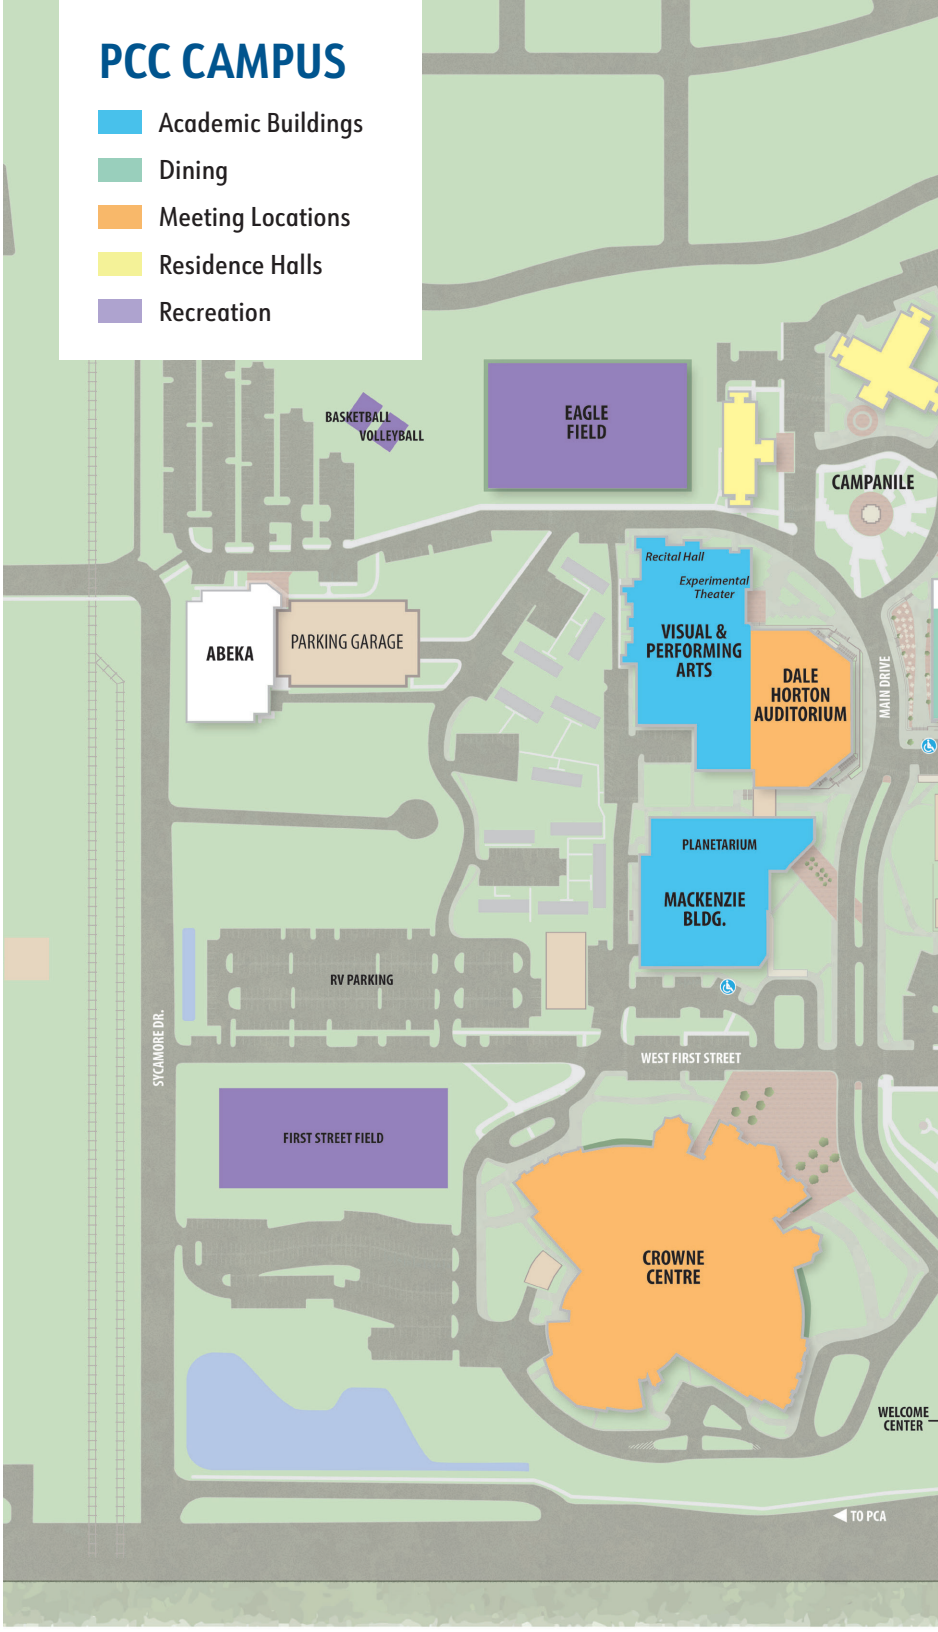 PCC CAMPUS
Academic Buildings
Dining
Meeting Locations
Residence Halls
Recreation
BASKETBALL
VOLLEYBALL
EAGLE
FIELD
CAMPANILE
Recital Hall
Experimental
Theater
VISUAL &
PERFORMING
ARTS
DALE
HORTON
AUDITORIUM
MAIN DRIVE
ABEKA
PARKING GARAGE
PLANETARIUM
MACKENZIE
BLDG.
RV PARKING
SYCAMORE DR.
WEST FIRST STREET
FIRST STREET FIELD
CROWNE
CENTRE
WELCOME
CENTER
TO PCA